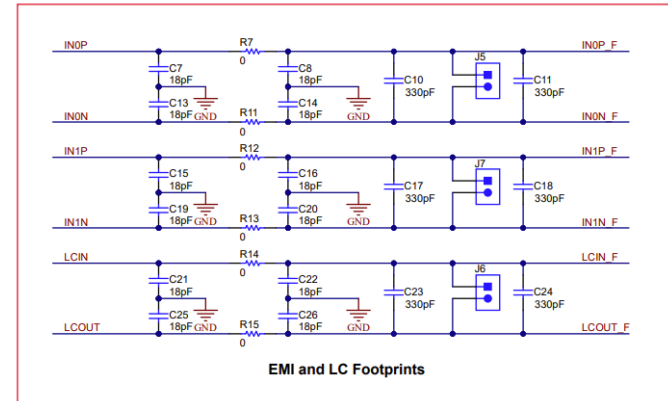 IN0P R7 IN0P_F
0
C7 C8 J5
18pF 18pF C10 C11
330pF 330pF
C13 C14
18pF GND 18pF GND
IN0N R11 IN0N_F
0
IN1P R12 IN1P_F
0
C15 C16 J7
18pF 18pF C17 C18
330pF 330pF
C19 C20
18pF GND 18pF GND
IN1N R13 IN1N_F
0
LCIN R14 LCIN_F
0
C21 C22 J6
18pF 18pF C23 C24
330pF 330pF
C25 C26
18pF GND 18pF GND
LCOUT R15 LCOUT_F
0
EMI and LC Footprints